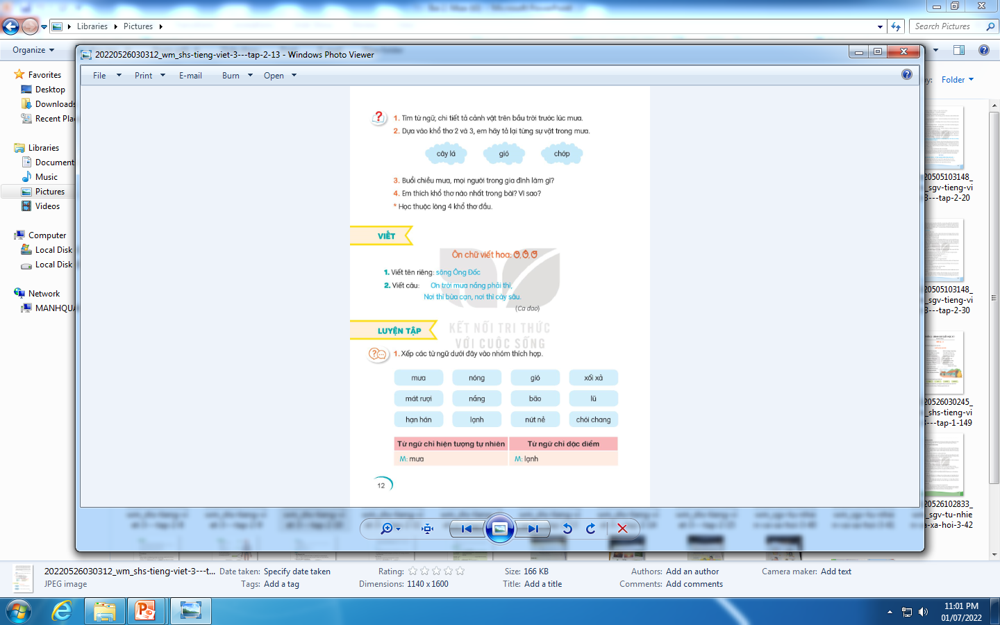 Libraries
Pictures
Search Pictures
Organize
Folder
Favorites
Desktop
Downloads
Recent Pla
Libraries
Document
Music
Pictures
Videos
Computer
Local Disk
Local Disk
Network
MANHQUA
20220526030312_wm_shs-tieng-viet-3---tap-2-13 - Windows Photo Viewer
File
Print
E-mail
Burn
Open
1. Tìm từ ngữ, chi tiết tả cảnh vật trên bầu trời trước lúc mưa.
2. Dựa vào khổ thơ 2 và 3, em hãy tả lại từng sự vật trong mưa.
cây lá
gió
chớp
3. Buổi chiều mưa, mọi người trong gia đình làm gì?
4. Em thích khổ thơ nào nhất trong bài? Vì sao?
* Học thuộc lòng 4 khổ thơ đầu.
VIẾT
Ôn chữ viết hoa: O, Ô, Ơ
1. Viết tên riêng: sông Ông Đốc
2. Viết câu: Ơn trời mưa nắng phải thì,
Nơi thì bừa cạn, nơi thì cày sâu.
(Ca dao)
LUYỆN TẬP
KẾT NỐI TRI THỨC
VỚI CUỘC SỐNG
1. Xếp các từ ngữ dưới đây vào nhóm thích hợp.
mưa
nóng
gió
xối xả
mát rượi
nắng
bão
lũ
hạn hán
lạnh
nứt nẻ
chói chang
Từ ngữ chỉ hiện tượng tự nhiên
Từ ngữ chỉ đặc điểm
M: mưa
M: lạnh
12
20505103148_
_sgv-tieng-vi
3---tap-2-20
20505103148_
_sgv-tieng-vi
3---tap-2-30
20526030245_
_shs-tieng-vi
3---tap-1-149
20526102833_
_sgv-tu-nhie
a-xa-hoi-3-42
20220526030312_wm_shs-tieng-viet-3---t...
JPEG image
Date taken: Specify date taken
Tags: Add a tag
Rating:
Dimensions: 1140 x 1600
Size: 166 KB
Title: Add a title
Authors: Add an author
Comments: Add comments
Camera maker: Add text
11:01 PM
01/07/2022